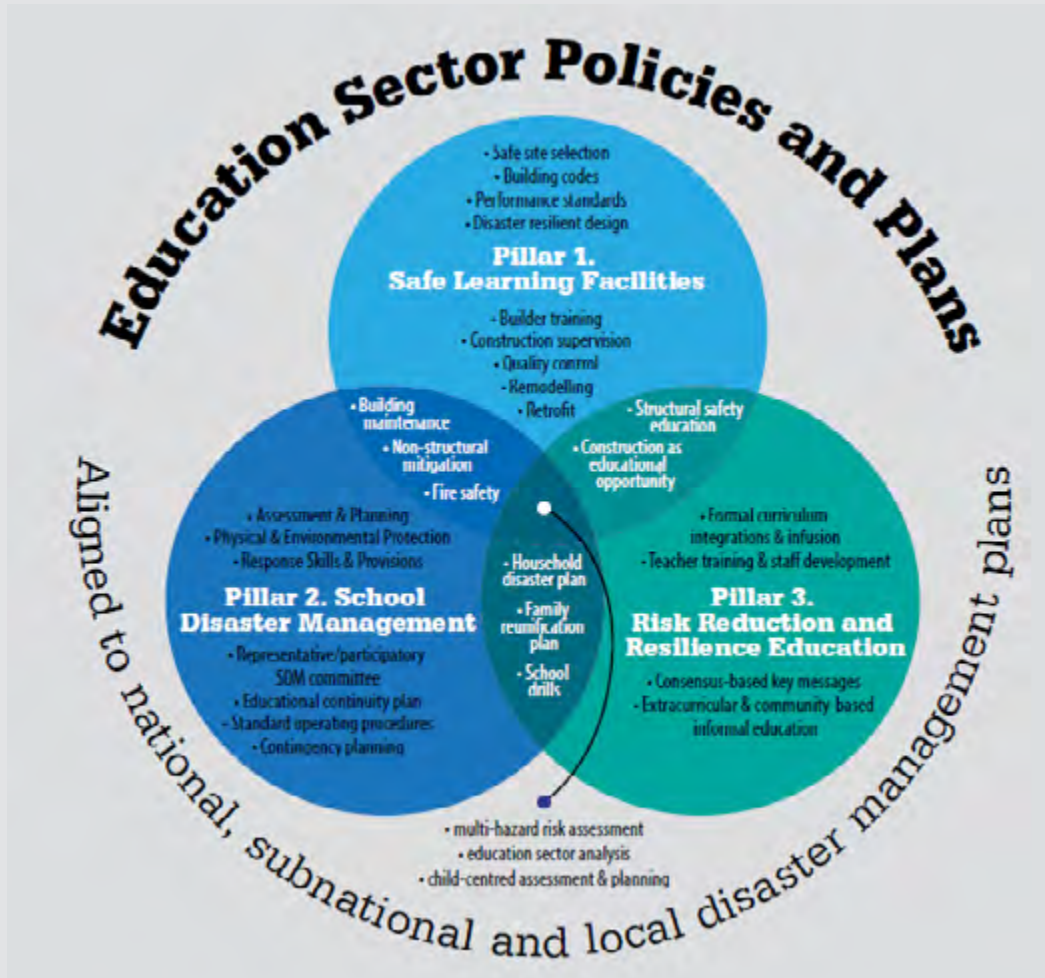 Education Sector Policies and Plans
• Safe site selection
• Building codes
• Performance standards
• Disaster resilient design
Pillar 1.
Safe Learning Facilities
• Builder training
• Construction supervision
• Quality control
• Remodelling
• Retrofit
• Building
maintenance
• Non-structural
mitigation
• Fire safety
• Structural safety
education
• Construction as
educational
opportunity
• Assessment & Planning
• Physical & Environmental Protection
• Response Skills & Provisions
Pillar 2. School
Disaster Management
• Representative/participatory
SDM committee
• Educational continuity plan
• Standard operating procedures
• Contingency planning
• Household
disaster plan
• Family
reunification
plan
• School
drills
• Formal curriculum
integrations & infusion
• Teacher training & staff development
Pillar 3.
Risk Reduction and
Resilience Education
• Consensus-based key messages
• Extracurricular & community-based
informal education
• multi-hazard risk assessment
• education sector analysis
• child-centred assessment & planning
Aligned to national, subnational and local disaster management plans